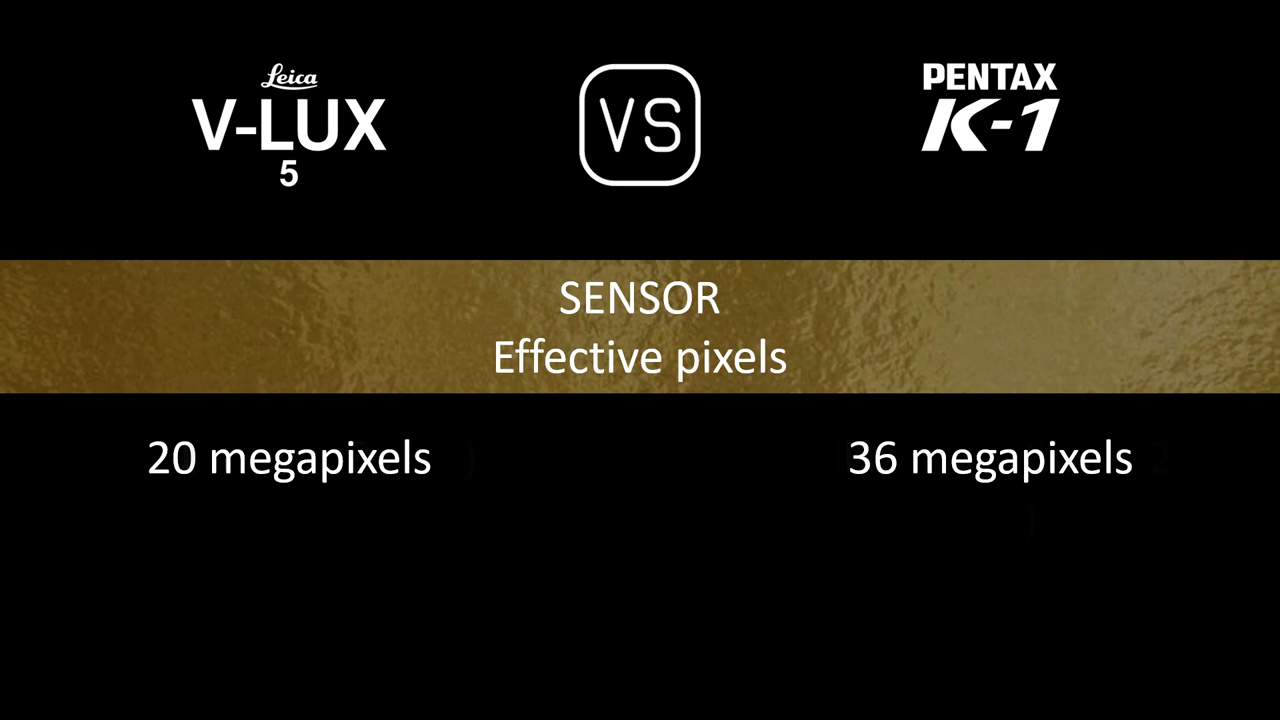 Leica
V-LUX
5
VS
PENTAX
K-1
SENSOR
Effective pixels
20 megapixels
36 megapixels